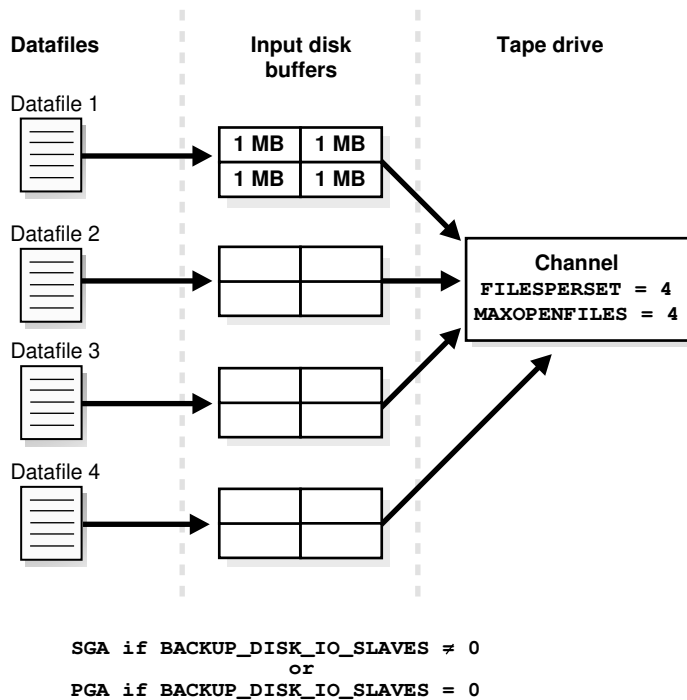 Datafiles
Input disk
buffers
Tape drive
Datafile 1
1 MB 1 MB
1 MB 1 MB
Datafile 2
Channel
FILESPERSET = 4
MAXOPENFILES = 4
Datafile 3
Datafile 4
SGA if BACKUP_DISK_IO_SLAVES ≠ 0
or
PGA if BACKUP_DISK_IO_SLAVES = 0